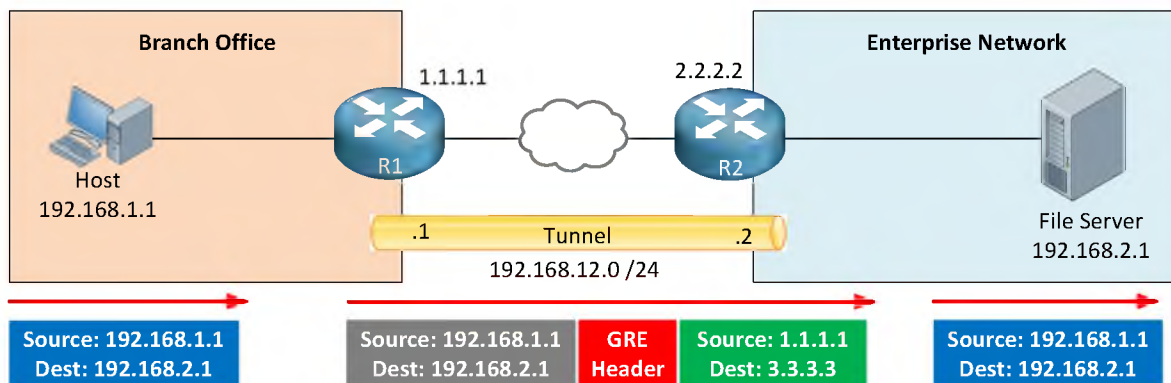 Branch Office
Enterprise Network
1.1.1.1
2.2.2.2
R1
R2
Host
192.168.1.1
File Server
192.168.2.1
.1
Tunnel
.2
192.168.12.0 /24
Source: 192.168.1.1
Dest: 192.168.2.1
Source: 192.168.1.1
Dest: 192.168.2.1
GRE
Header
Source: 1.1.1.1
Dest: 3.3.3.3
Source: 192.168.1.1
Dest: 192.168.2.1